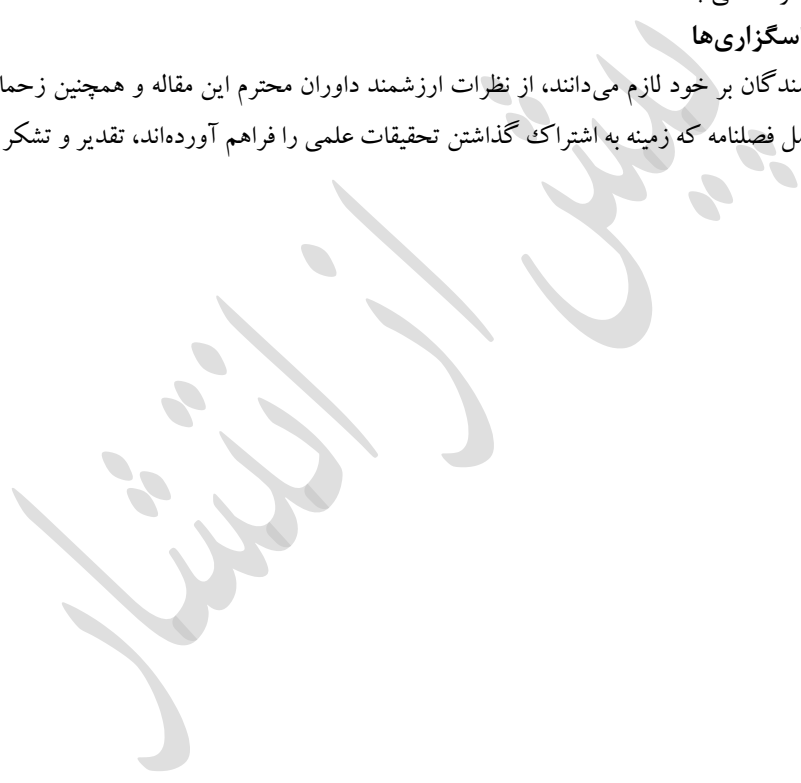 سگزاری‌ها
ندگان بر خود لازم می‌دانند، از نظرات ارزشمند داوران محترم این مقاله و همچنین زحما
ل فصلنامه که زمینه به اشتراک گذاشتن تحقیقات علمی را فراهم آورده‌اند، تقدیر و تشکر
پیش از انتشار